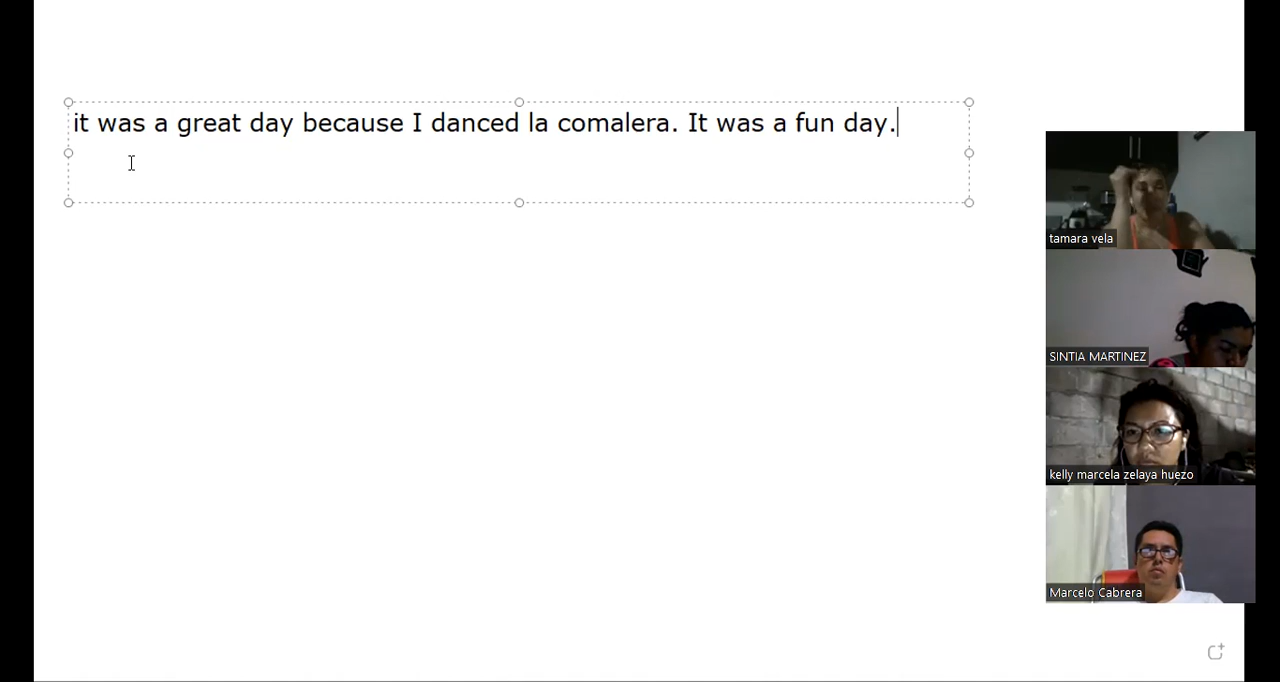 it was a great day because I danced la comalera. It was a fun day.
tamara vela
SINTIA MARTINEZ
kelly marcela zelaya huezo
Marcelo Cabrera